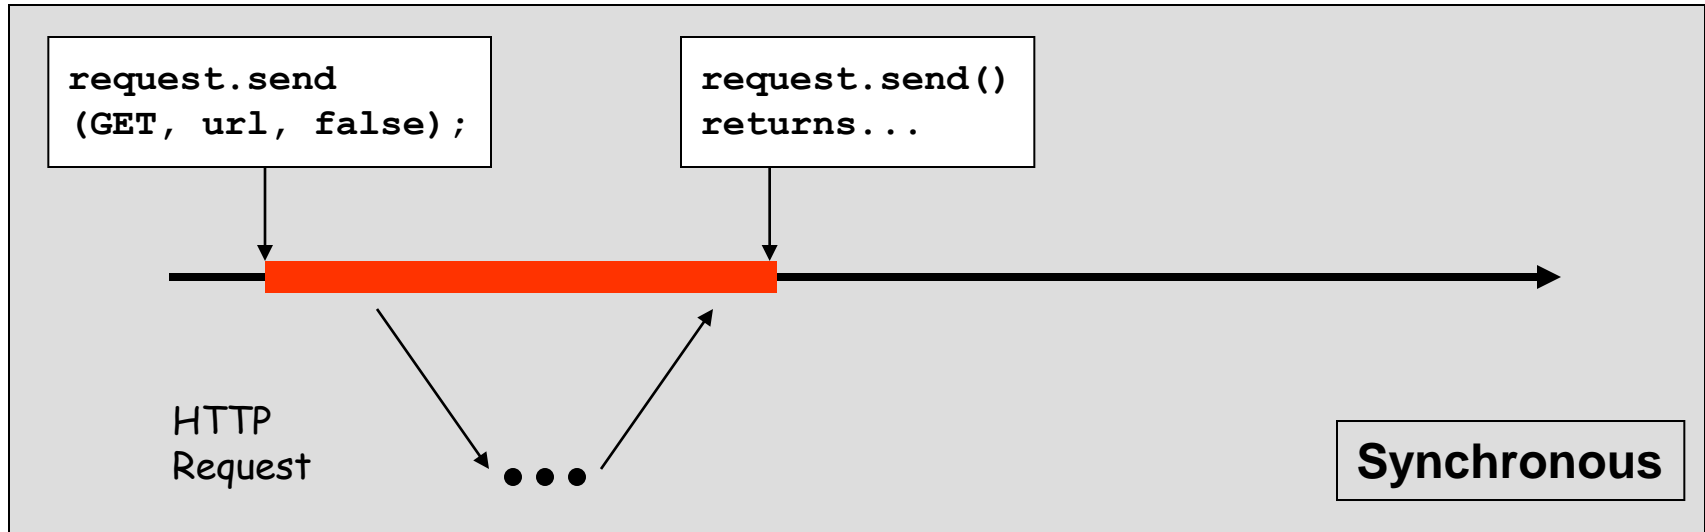 request.send
(GET, url, false);
request.send()
returns...
HTTP
Request
Synchronous